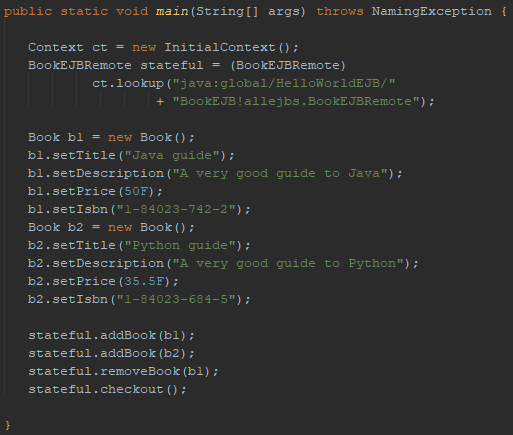 public static void main(String[] args) throws NamingException {
Context ct = new InitialContext();
BookEJBRemote stateful = (BookEJBRemote)
ct.lookup("java:global/HelloWorldEJB/"
+ "BookEJB!allejbs.BookEJBRemote");
Book b1 = new Book();
b1.setTitle("Java guide");
b1.setDescription("A very good guide to Java");
b1.setPrice(50F);
b1.setIsbn("1-84023-742-2");
Book b2 = new Book();
b2.setTitle("Python guide");
b2.setDescription("A very good guide to Python");
b2.setPrice(35.5F);
b2.setIsbn("1-84023-684-5");
stateful.addBook(b1);
stateful.addBook(b2);
stateful.removeBook(b1);
stateful.checkout();
}